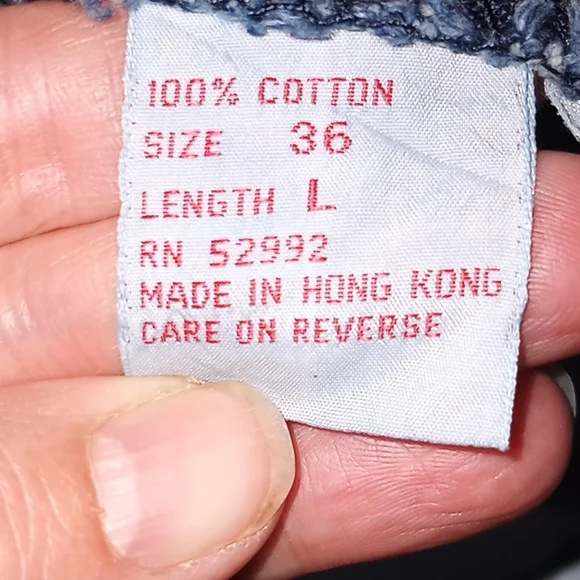 100% COTTON
SIZE 36
LENGTH L
RN 52992
MADE IN HONG KONG
CARE ON REVERSE